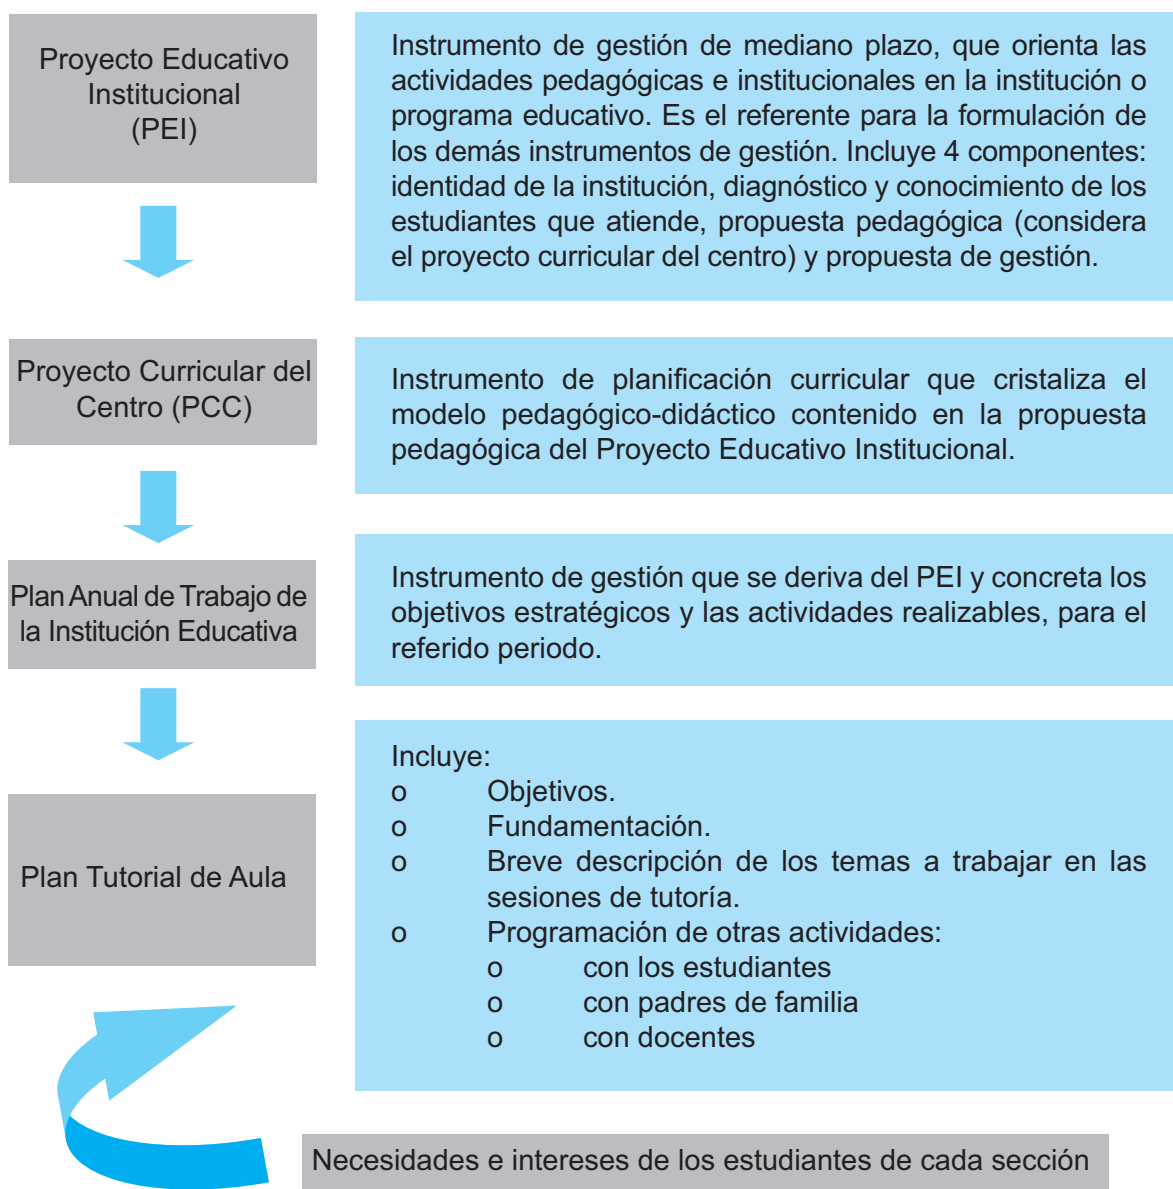 Proyecto Educativo
Institucional
(PEI)
Instrumento de gestión de mediano plazo, que orienta las
actividades pedagógicas e institucionales en la institución o
programa educativo. Es el referente para la formulación de
los demás instrumentos de gestión. Incluye 4 componentes:
identidad de la institución, diagnóstico y conocimiento de los
estudiantes que atiende, propuesta pedagógica (considera
el proyecto curricular del centro) y propuesta de gestión.
Proyecto Curricular del
Centro (PCC)
Instrumento de planificación curricular que cristaliza el
modelo pedagógico-didáctico contenido en la propuesta
pedagógica del Proyecto Educativo Institucional.
Plan Anual de Trabajo de
la Institución Educativa
Instrumento de gestión que se deriva del PEI y concreta los
objetivos estratégicos y las actividades realizables, para el
referido periodo.
Plan Tutorial de Aula
Incluye:
o Objetivos.
o Fundamentación.
o Breve descripción de los temas a trabajar en las
sesiones de tutoría.
o Programación de otras actividades:
o con los estudiantes
o con padres de familia
o con docentes
Necesidades e intereses de los estudiantes de cada sección